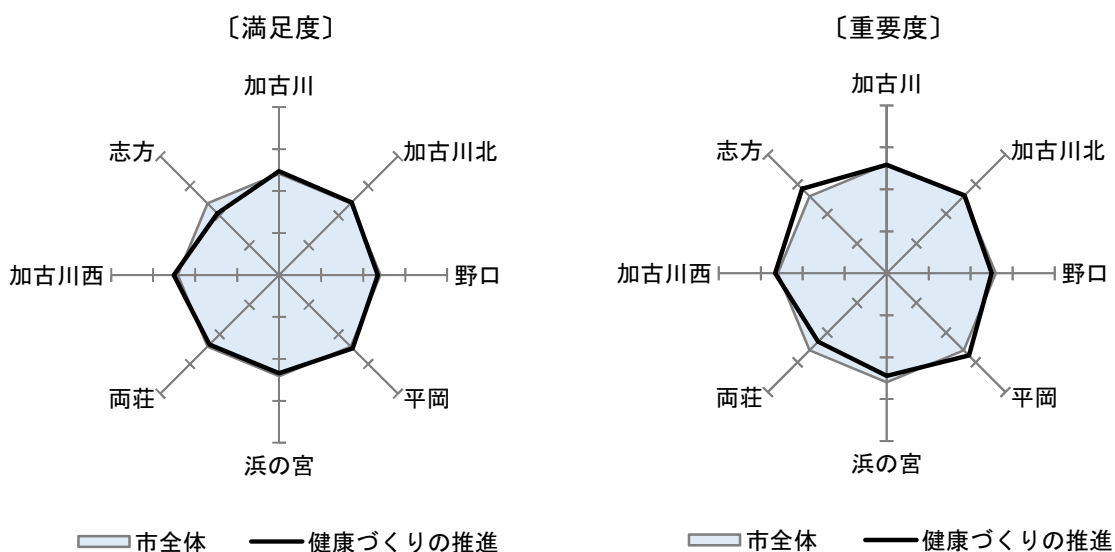 〔満足度〕
加古川
加古川北
野口
平岡
浜の宮
両荘
加古川西
志方
市全体
健康づくりの推進
〔重要度〕
加古川
加古川北
野口
平岡
浜の宮
両荘
加古川西
志方
市全体
健康づくりの推進